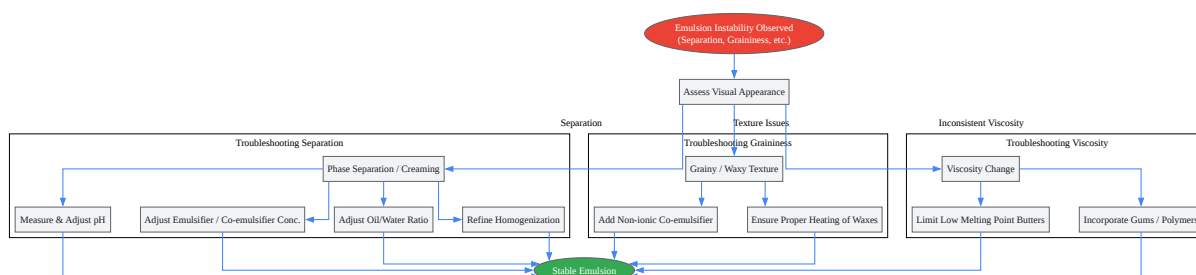 Emulsion Instability Observed
(Separation, Graininess, etc.)
Assess Visual Appearance
Separation
Texture Issues
Inconsistent Viscosity
Troubleshooting Separation
Troubleshooting Graininess
Troubleshooting Viscosity
Phase Separation / Creaming
Grainy / Waxy Texture
Viscosity Change
Measure & Adjust pH
Adjust Emulsifier / Co-emulsifier Conc.
Adjust Oil/Water Ratio
Refine Homogenization
Add Non-ionic Co-emulsifier
Ensure Proper Heating of Waxes
Limit Low Melting Point Butters
Incorporate Gums / Polymers
Stable Emulsion